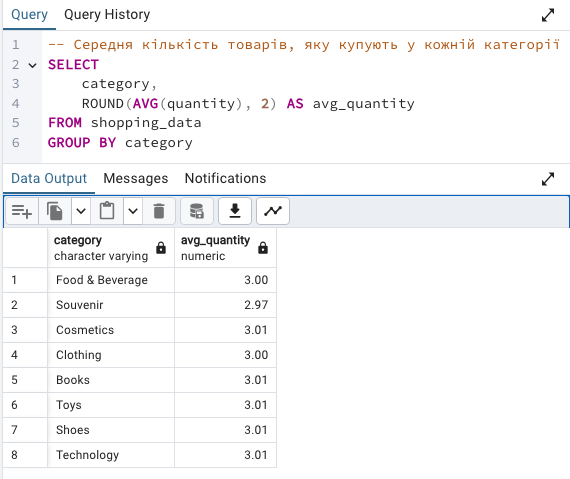 Query Query History
1 -- Середня кількість товарів, яку купують у кожній категорії
2 SELECT
3 category,
4 ROUND(AVG(quantity), 2) AS avg_quantity
5 FROM shopping_data
6 GROUP BY category
Data Output Messages Notifications
category avg_quantity
character varying numeric
1 Food & Beverage 3.00
2 Souvenir 2.97
3 Cosmetics 3.01
4 Clothing 3.00
5 Books 3.01
6 Toys 3.01
7 Shoes 3.01
8 Technology 3.01